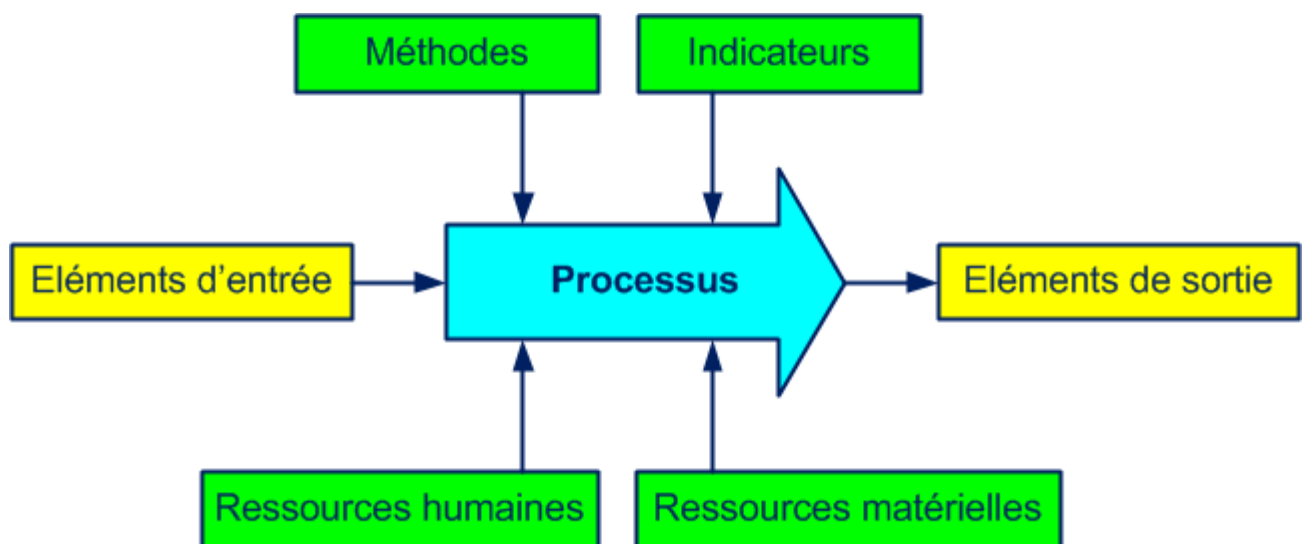 Méthodes
Indicateurs
Eléments d’entrée
Processus
Eléments de sortie
Ressources humaines
Ressources matérielles